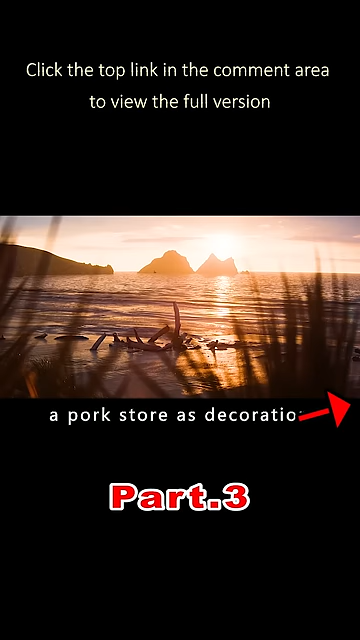 Click the top link in the comment area
to view the full version
a pork store as decoratio
Part.3